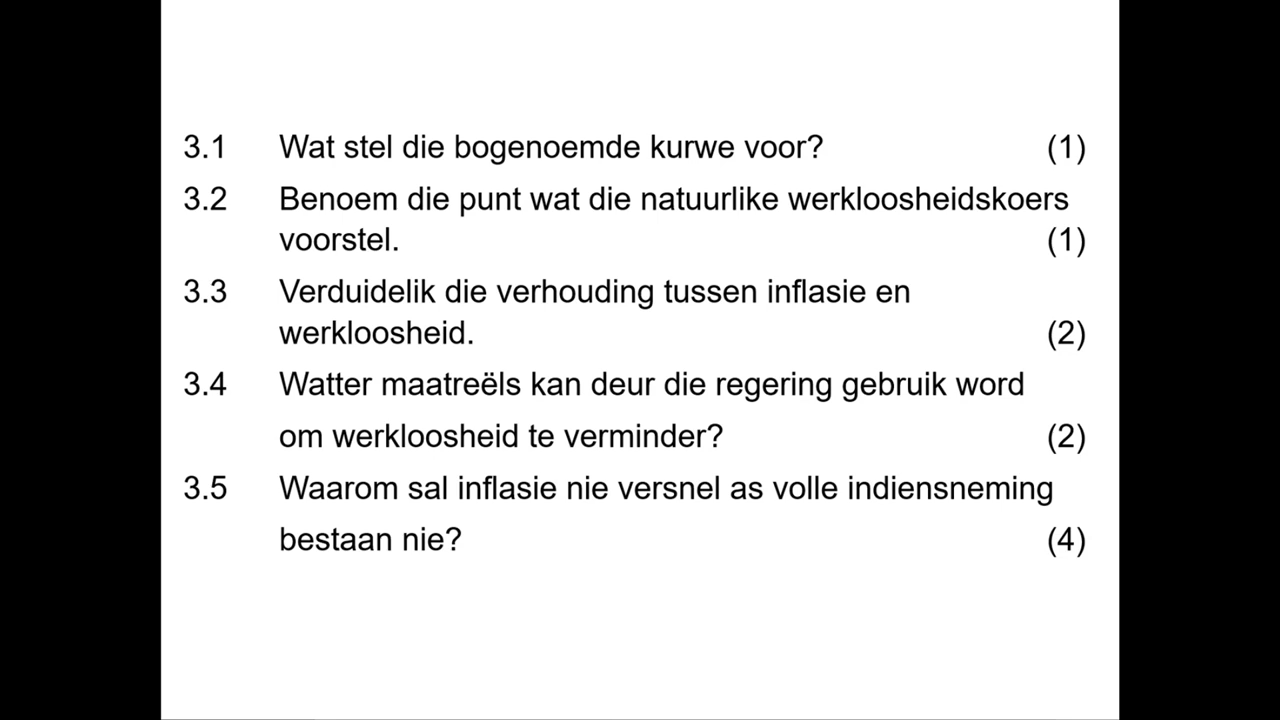 3.1 Wat stel die bogenoemde kurwe voor? (1)
3.2 Benoem die punt wat die natuurlike werkloosheidskoers
voorstel. (1)
3.3 Verduidelik die verhouding tussen inflasie en
werkloosheid. (2)
3.4 Watter maatreëls kan deur die regering gebruik word
om werkloosheid te verminder? (2)
3.5 Waarom sal inflasie nie versnel as volle indiensneming
bestaan nie? (4)